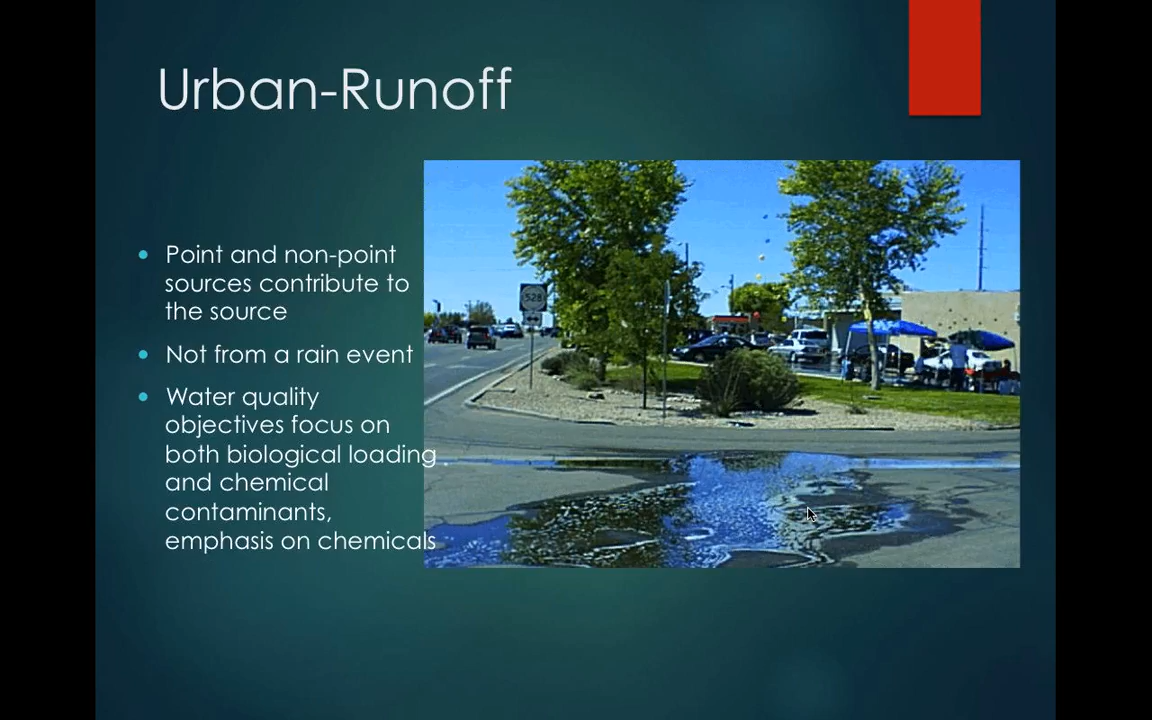 Urban-Runoff
Point and non-point
sources contribute to
the source
Not from a rain event
Water quality
objectives focus on
both biological loading
and chemical
contaminants,
emphasis on chemicals
528